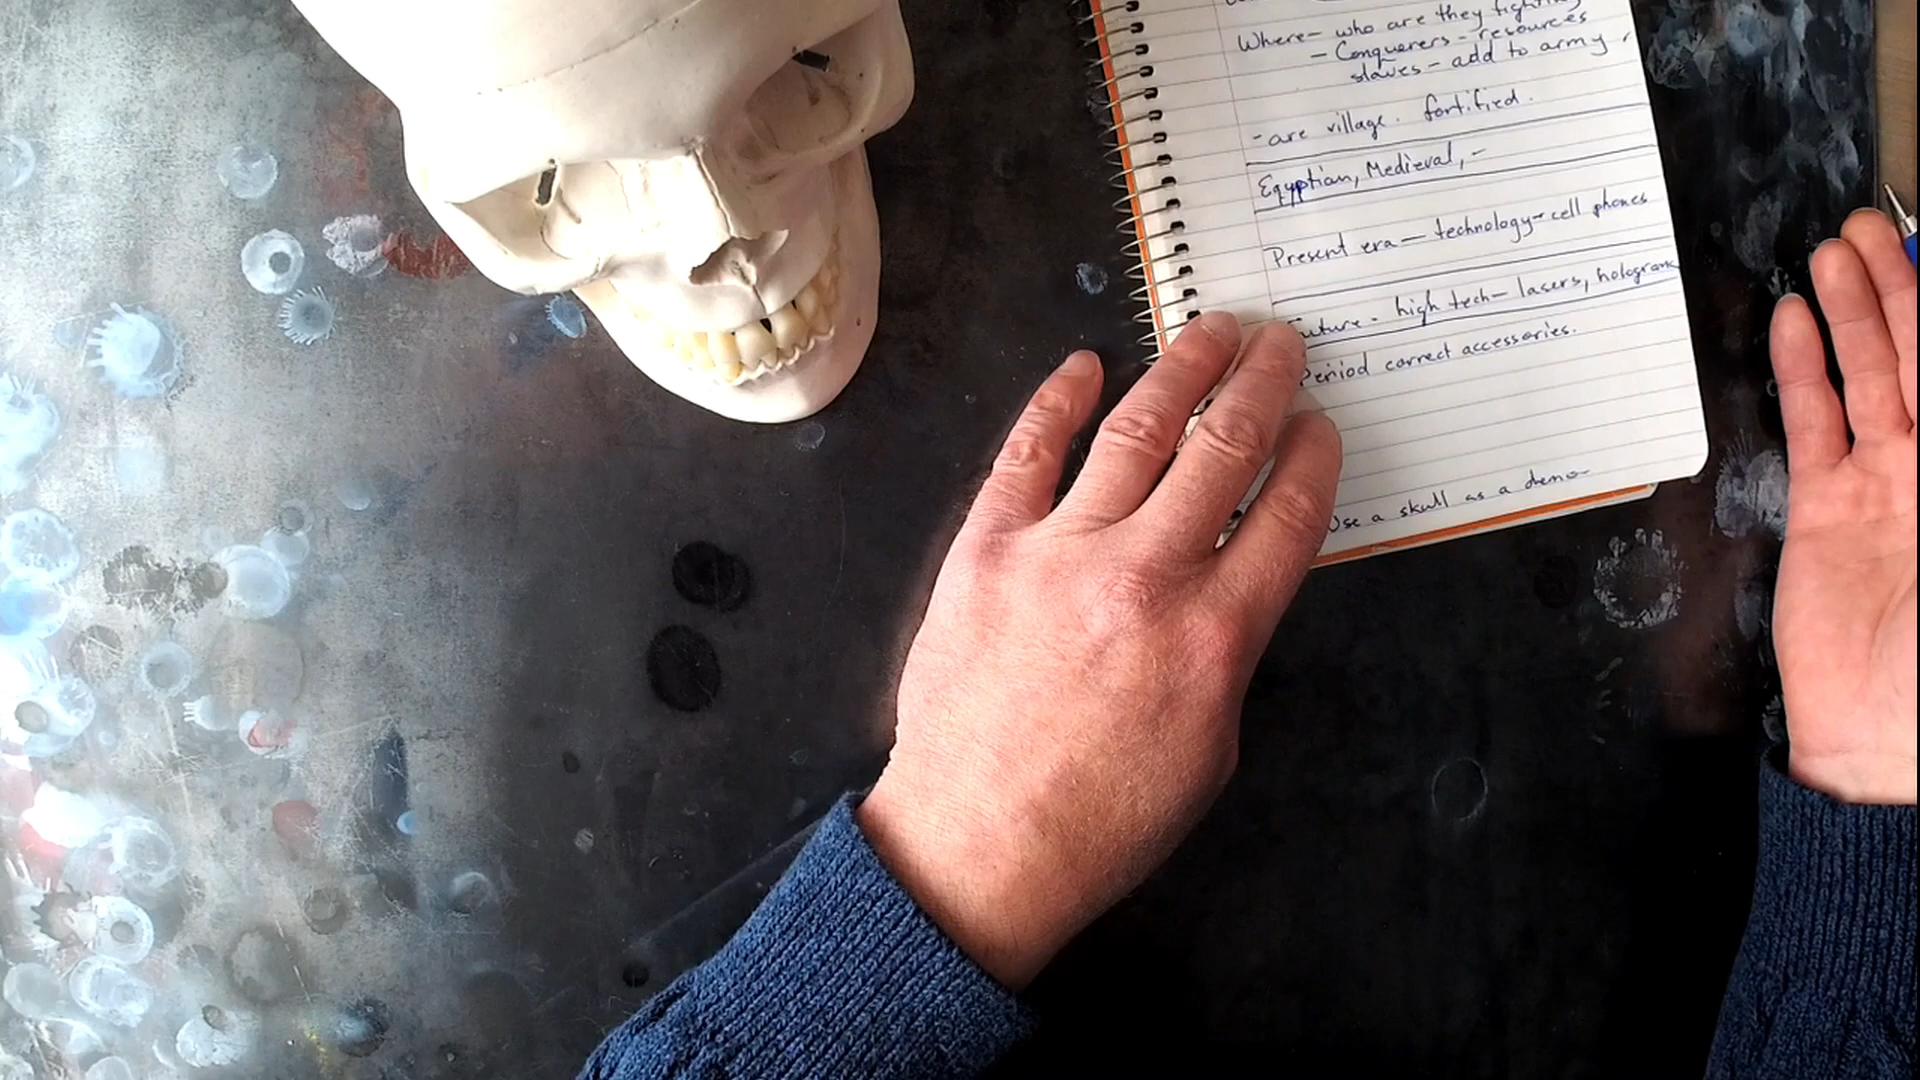 Where - who are they fighting
- Conquerers - resources
slaves - add to army
- are village. fortified.
Egyptian, Medieval, -
Present era — technology - cell phones
Future - high tech - lasers, holograms
Period correct accessories.
Use a skull as a demo